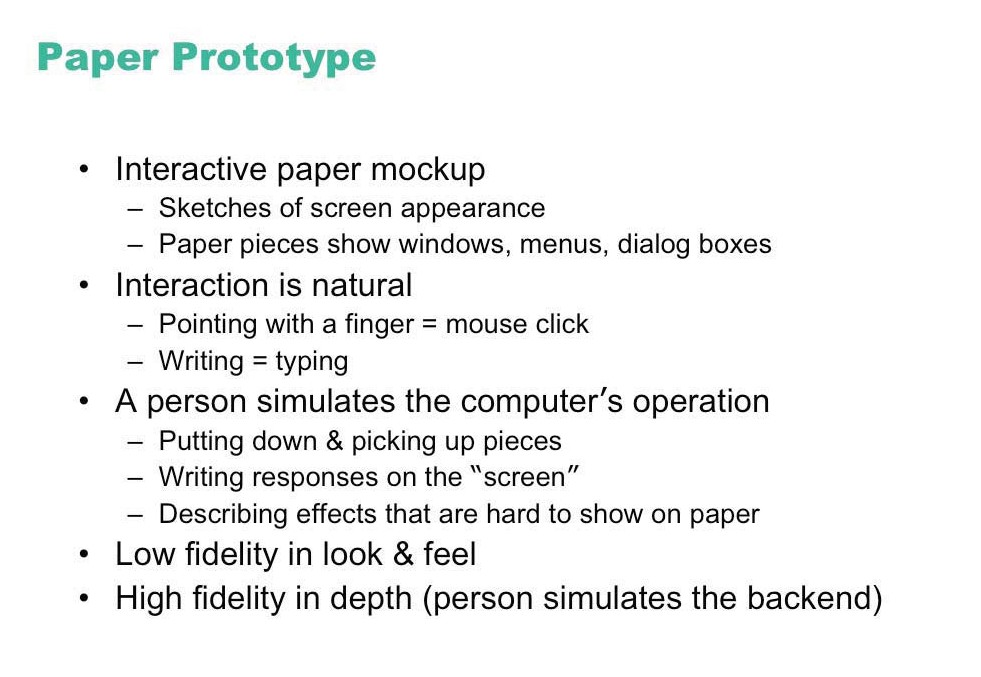 Paper Prototype
• Interactive paper mockup
– Sketches of screen appearance
– Paper pieces show windows, menus, dialog boxes
• Interaction is natural
– Pointing with a finger = mouse click
– Writing = typing
• A person simulates the computer’s operation
– Putting down & picking up pieces
– Writing responses on the “screen”
– Describing effects that are hard to show on paper
• Low fidelity in look & feel
• High fidelity in depth (person simulates the backend)